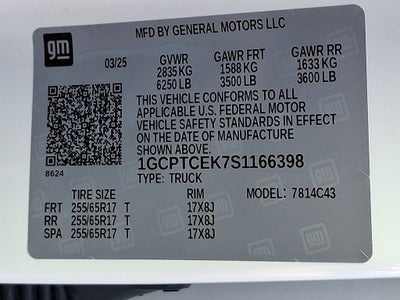 gm
MFD BY GENERAL MOTORS LLC
03/25 GVWR GAWR FRT GAWR RR
2835 KG 1588 KG 1633 KG
6250 LB 3500 LB 3600 LB
THIS VEHICLE CONFORMS TO ALL
APPLICABLE U.S. FEDERAL MOTOR
VEHICLE SAFETY STANDARDS IN EFFECT
ON THE DATE OF MANUFACTURE
SHOWN ABOVE.
1GCPTCEK7S1166398
8624 TYPE: TRUCK
TIRE SIZE RIM MODEL: 7814C43
FRT 255/65R17 T 17X8J
RR 255/65R17 T 17X8J
SPA 255/65R17 T 17X8J